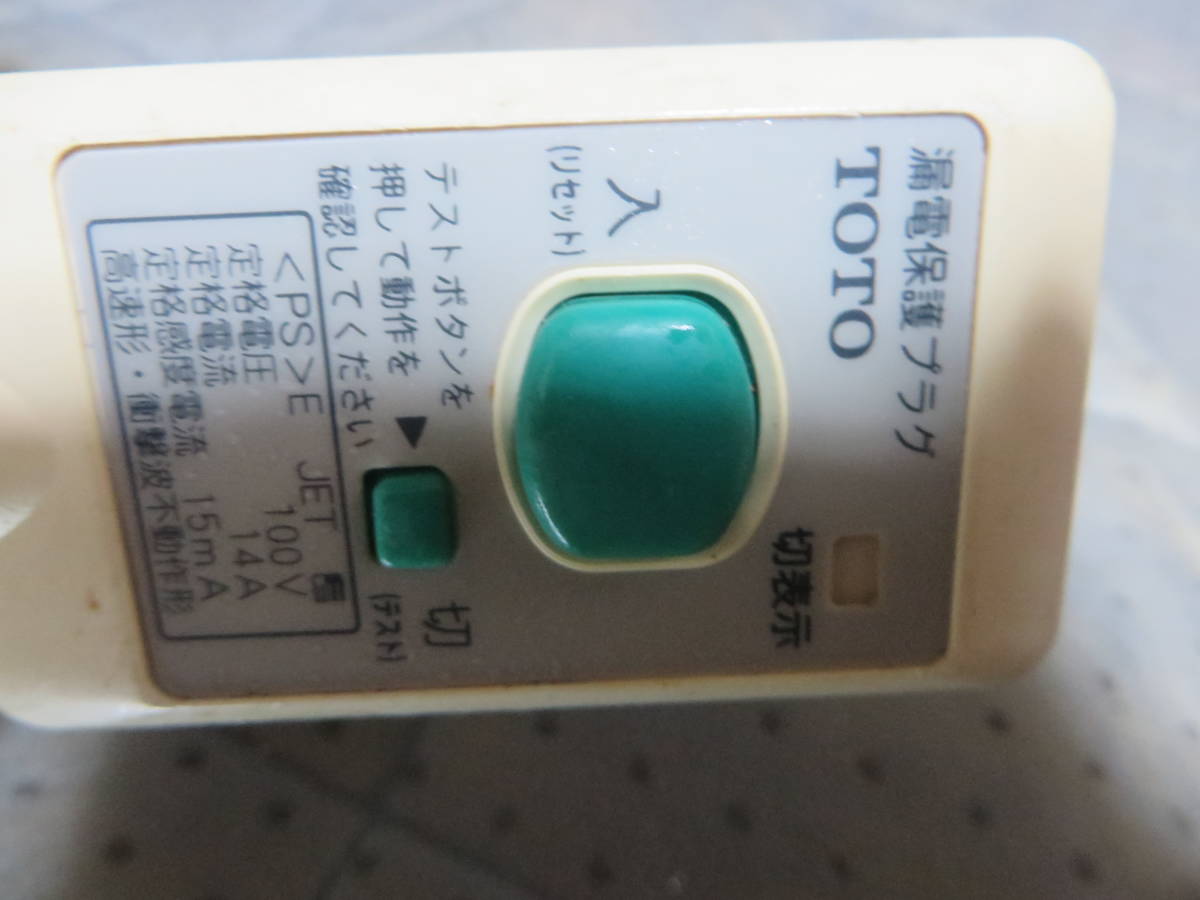 漏電保護プラグ
TOTO
切表示
入
(リセット)
テストボタンを
押して動作を
確認してください
▶
切
(テスト)
<PS>E JET
定格電圧 100V
定格電流 14A
定格感度電流 15mA
高速形・衝撃波不動作形